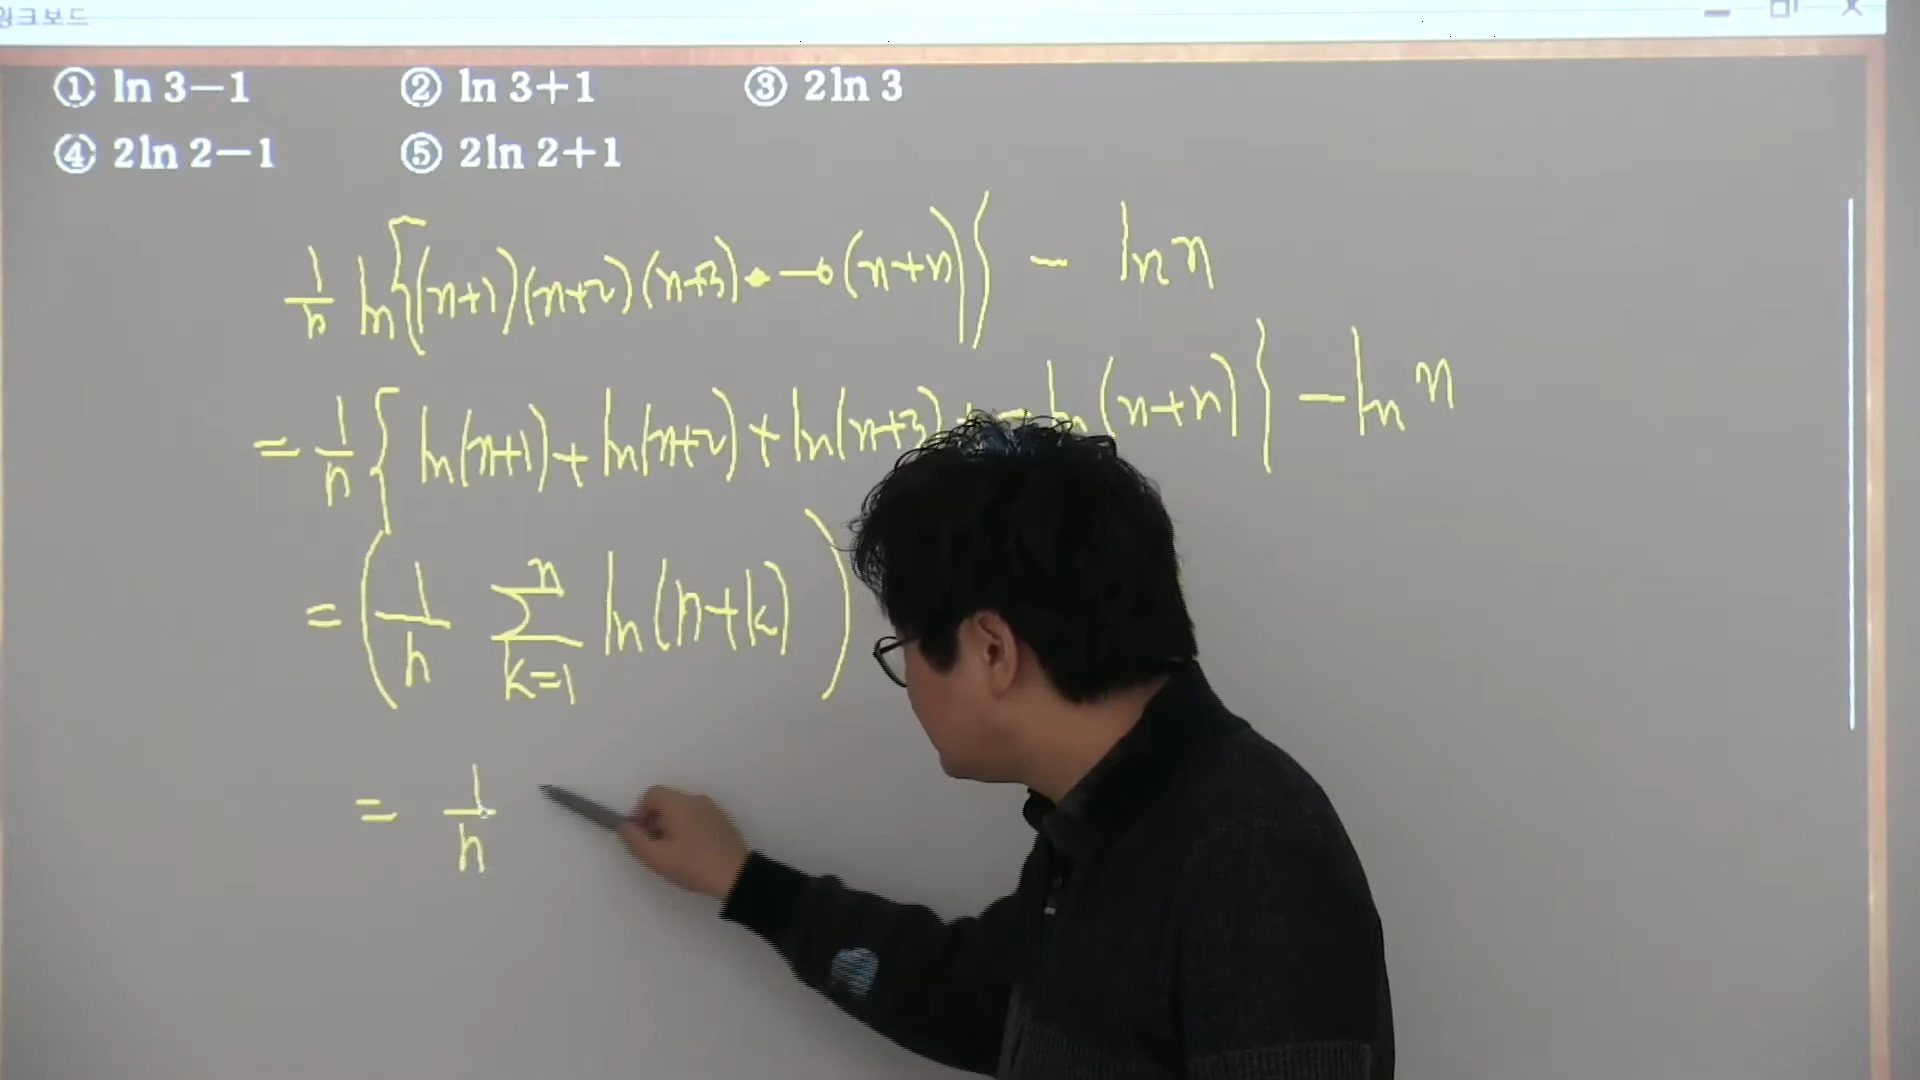 윙크보드
① ln 3−1 ② ln 3+1 ③ 2ln 3
④ 2ln 2−1 ⑤ 2ln 2+1
1/n ln{(n+1)(n+2)(n+3)⋯(n+n)} − ln n
= 1/n { ln(n+1) + ln(n+2) + ln(n+3) + ⋯ ln(n+n) } − ln n
= ( 1/n ∑_{k=1}^{n} ln(n+k) )
= 1/n